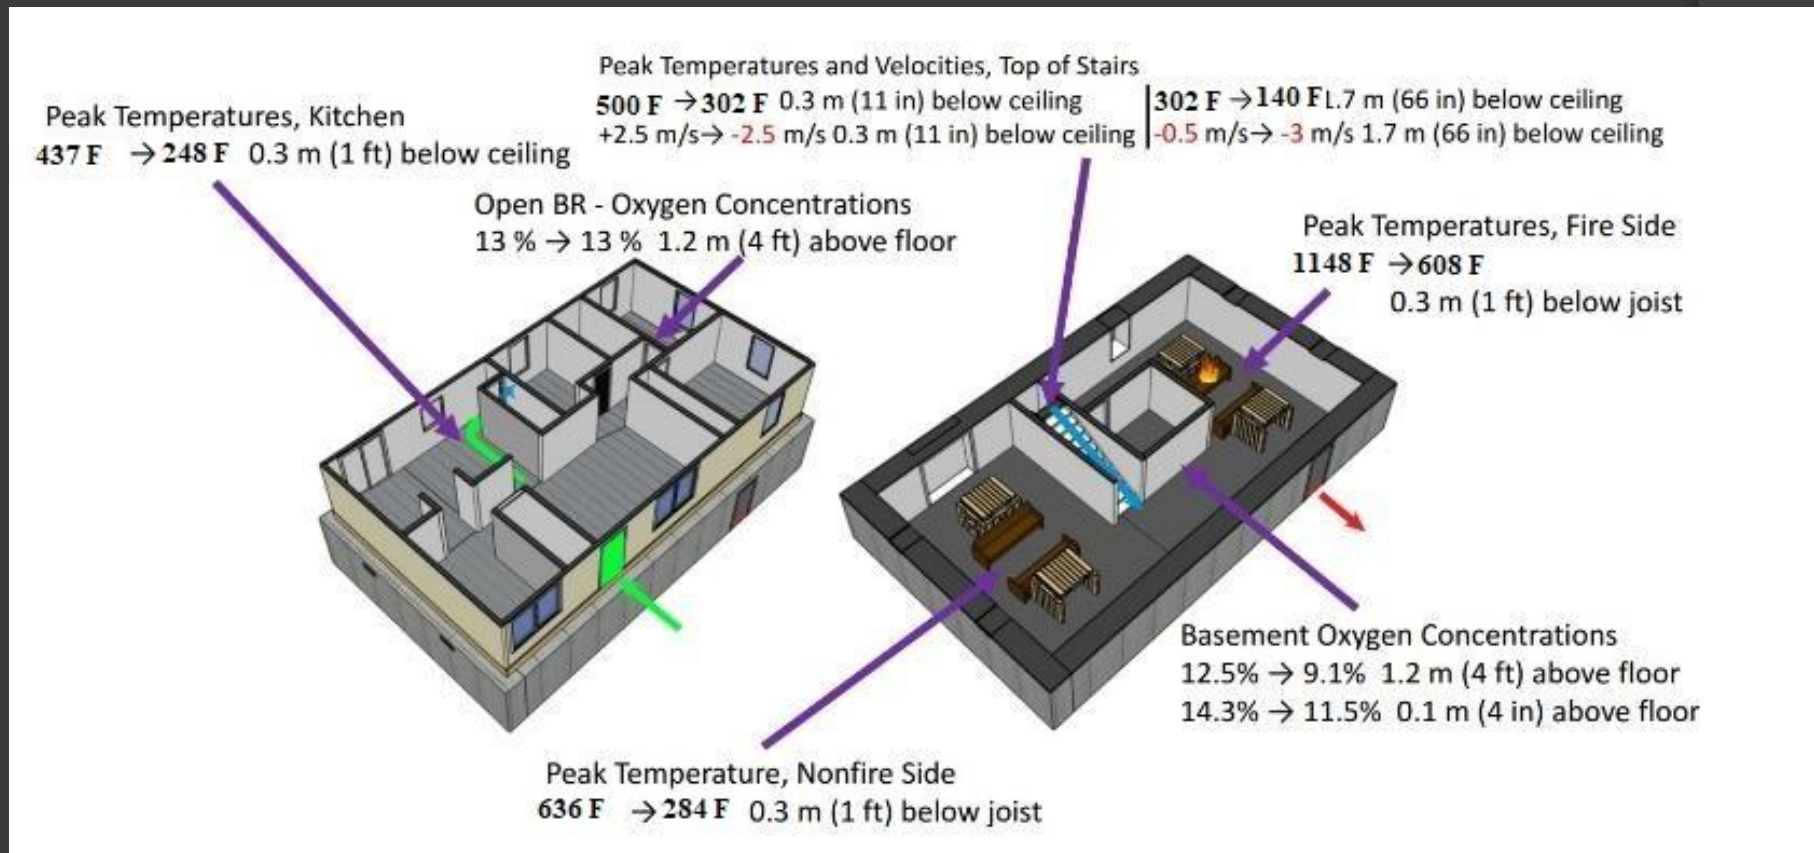 Peak Temperatures and Velocities, Top of Stairs
500 F → 302 F 0.3 m (11 in) below ceiling
+2.5 m/s → -2.5 m/s 0.3 m (11 in) below ceiling
302 F → 140 F 1.7 m (66 in) below ceiling
-0.5 m/s → -3 m/s 1.7 m (66 in) below ceiling
Peak Temperatures, Kitchen
437 F → 248 F 0.3 m (1 ft) below ceiling
Open BR - Oxygen Concentrations
13 % → 13 % 1.2 m (4 ft) above floor
Peak Temperatures, Fire Side
1148 F → 608 F
0.3 m (1 ft) below joist
Basement Oxygen Concentrations
12.5% → 9.1% 1.2 m (4 ft) above floor
14.3% → 11.5% 0.1 m (4 in) above floor
Peak Temperature, Nonfire Side
636 F → 284 F 0.3 m (1 ft) below joist